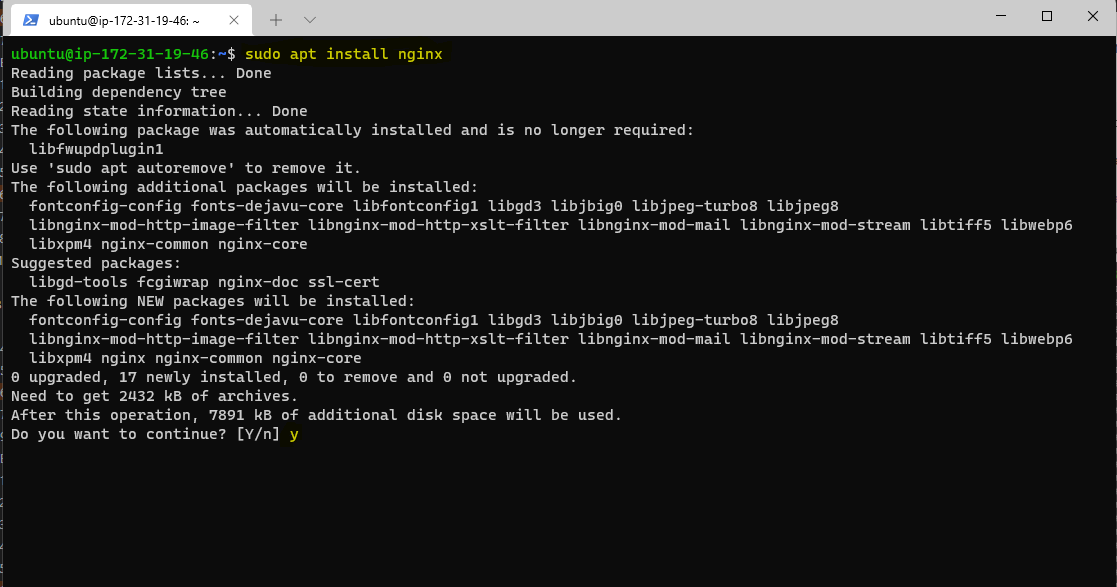 ubuntu@ip-172-31-19-46: ~
ubuntu@ip-172-31-19-46:~$ sudo apt install nginx
Reading package lists... Done
Building dependency tree
Reading state information... Done
The following package was automatically installed and is no longer required:
  libfwupdplugin1
Use 'sudo apt autoremove' to remove it.
The following additional packages will be installed:
  fontconfig-config fonts-dejavu-core libfontconfig1 libgd3 libjbig0 libjpeg-turbo8 libjpeg8
  libnginx-mod-http-image-filter libnginx-mod-http-xslt-filter libnginx-mod-mail libnginx-mod-stream libtiff5 libwebp6
  libxpm4 nginx-common nginx-core
Suggested packages:
  libgd-tools fcgiwrap nginx-doc ssl-cert
The following NEW packages will be installed:
  fontconfig-config fonts-dejavu-core libfontconfig1 libgd3 libjbig0 libjpeg-turbo8 libjpeg8
  libnginx-mod-http-image-filter libnginx-mod-http-xslt-filter libnginx-mod-mail libnginx-mod-stream libtiff5 libwebp6
  libxpm4 nginx nginx-common nginx-core
0 upgraded, 17 newly installed, 0 to remove and 0 not upgraded.
Need to get 2432 kB of archives.
After this operation, 7891 kB of additional disk space will be used.
Do you want to continue? [Y/n] y